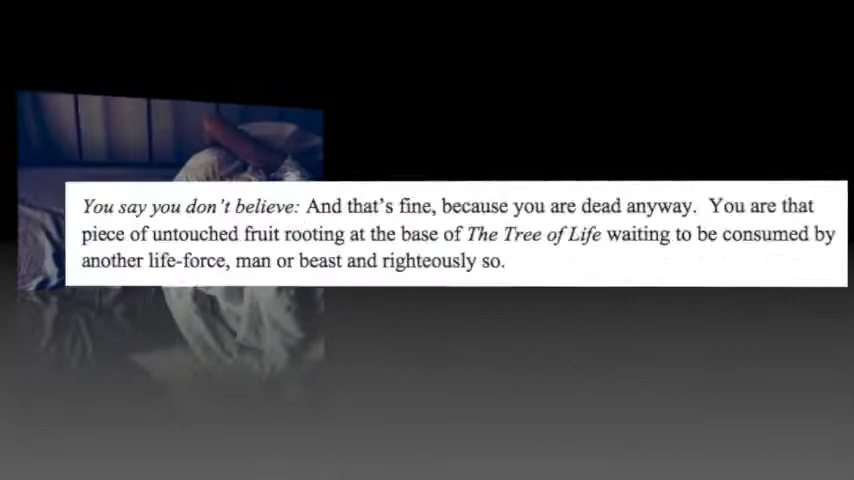 You say you don't believe: And that's fine, because you are dead anyway. You are that
piece of untouched fruit rooting at the base of The Tree of Life waiting to be consumed by
another life-force, man or beast and righteously so.